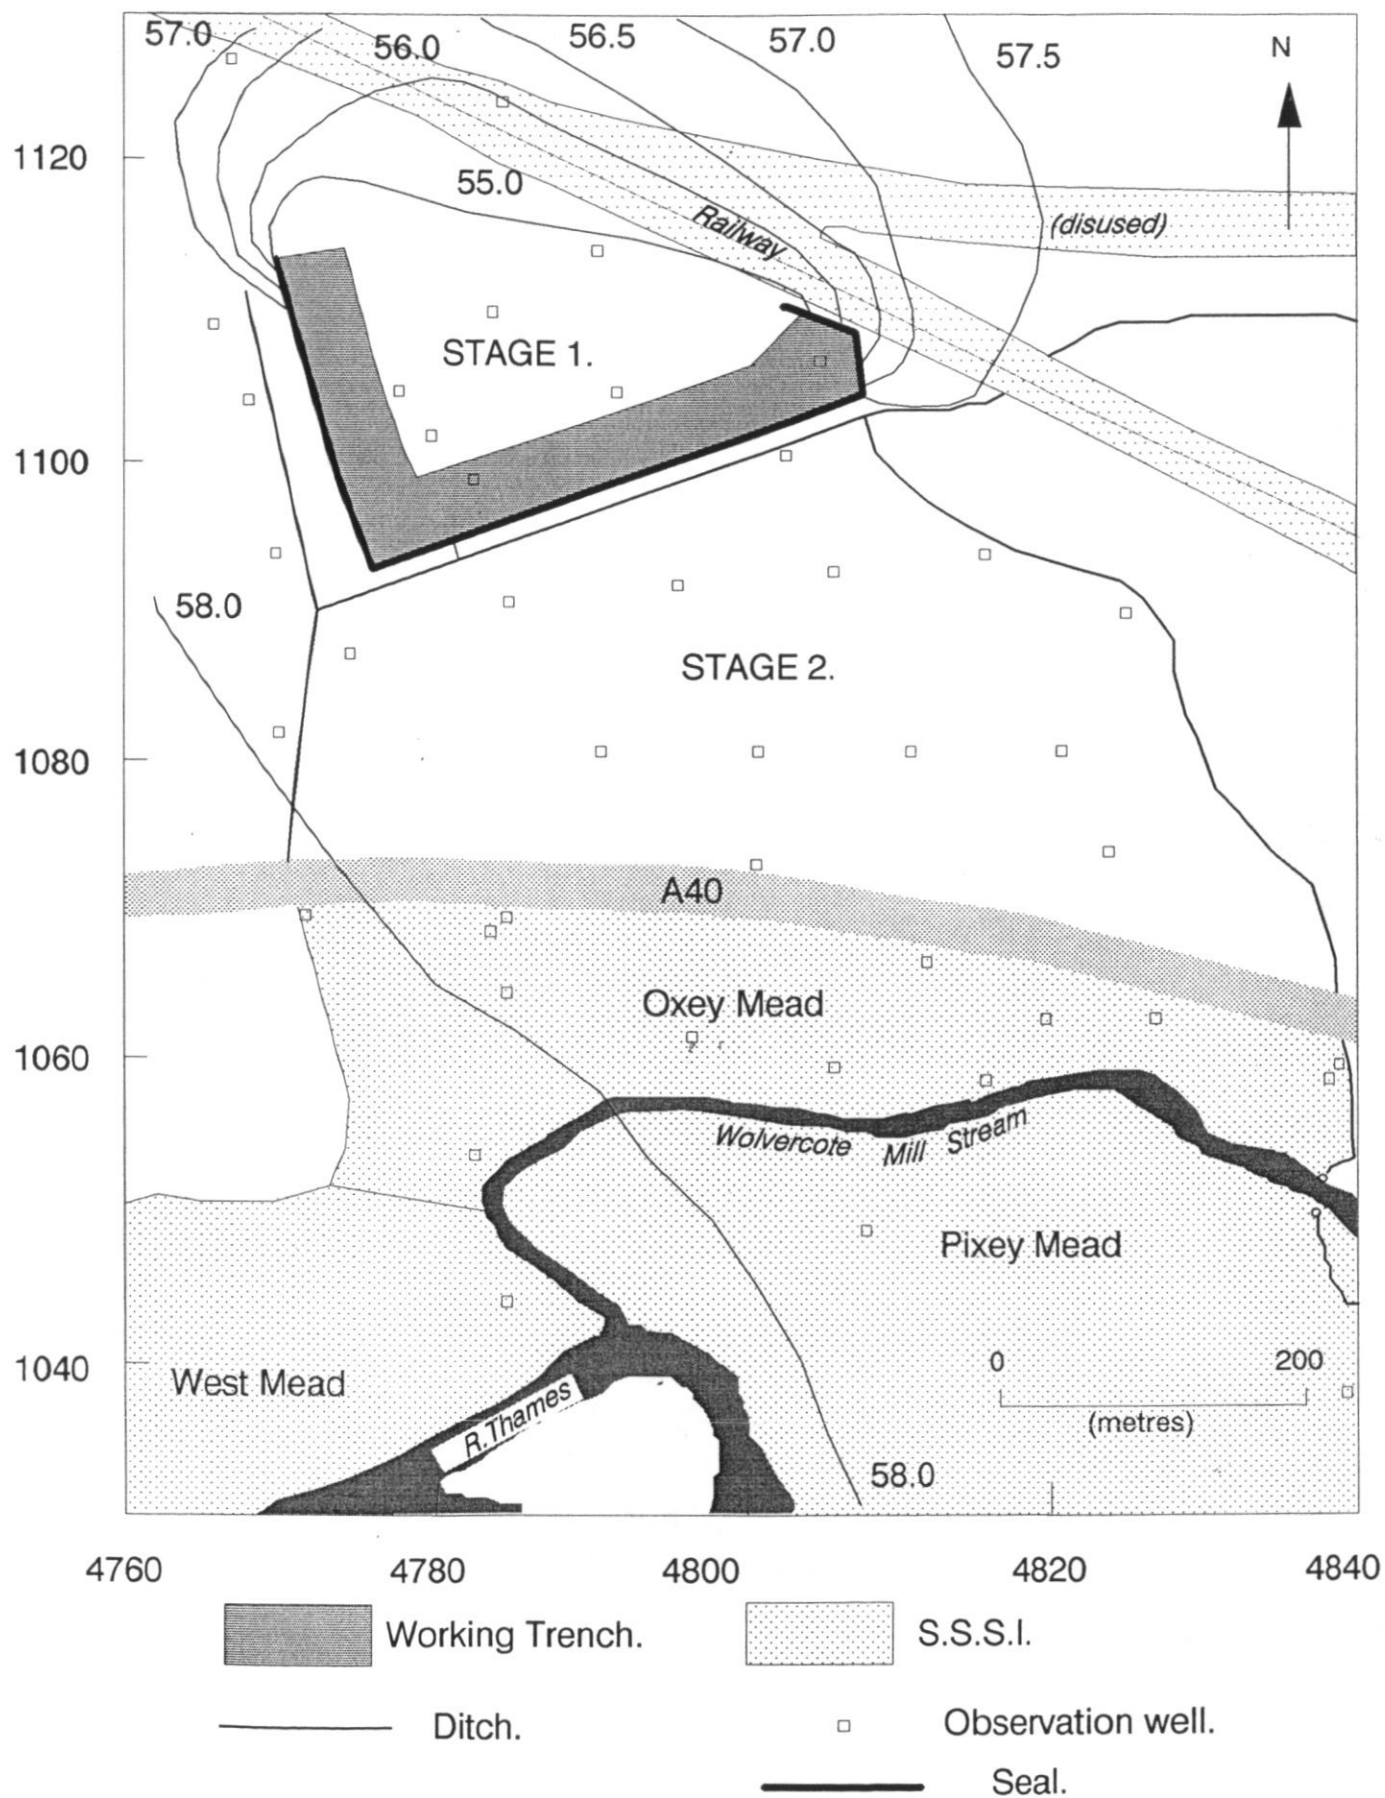 57.0
56.0
56.5
57.0
57.5
N
1120
55.0
Railway
(disused)
STAGE 1.
1100
58.0
STAGE 2.
1080
A40
Oxey Mead
1060
Wolvercote Mill Stream
Pixey Mead
1040
West Mead
R.Thames
0 200
(metres)
58.0
4760 4780 4800 4820 4840
Working Trench. S.S.S.I.
Ditch. Observation well.
Seal.